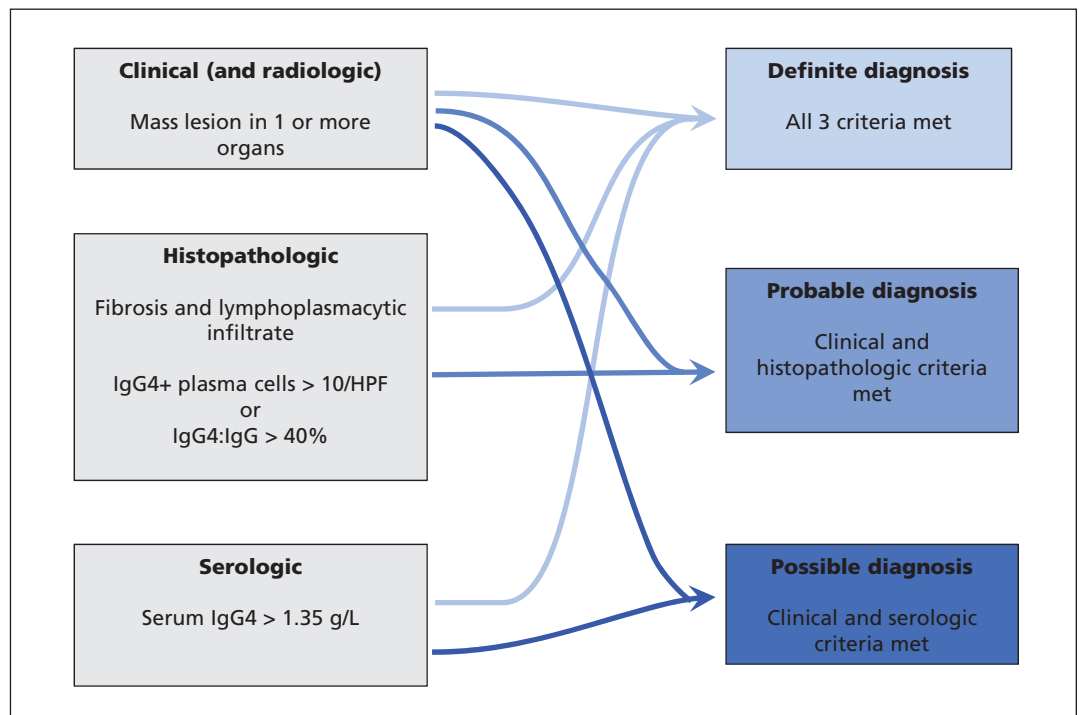 Clinical (and radiologic)
Mass lesion in 1 or more
organs
Histopathologic
Fibrosis and lymphoplasmacytic
infiltrate
IgG4+ plasma cells > 10/HPF
or
IgG4:IgG > 40%
Serologic
Serum IgG4 > 1.35 g/L
Definite diagnosis
All 3 criteria met
Probable diagnosis
Clinical and
histopathologic criteria
met
Possible diagnosis
Clinical and serologic
criteria met